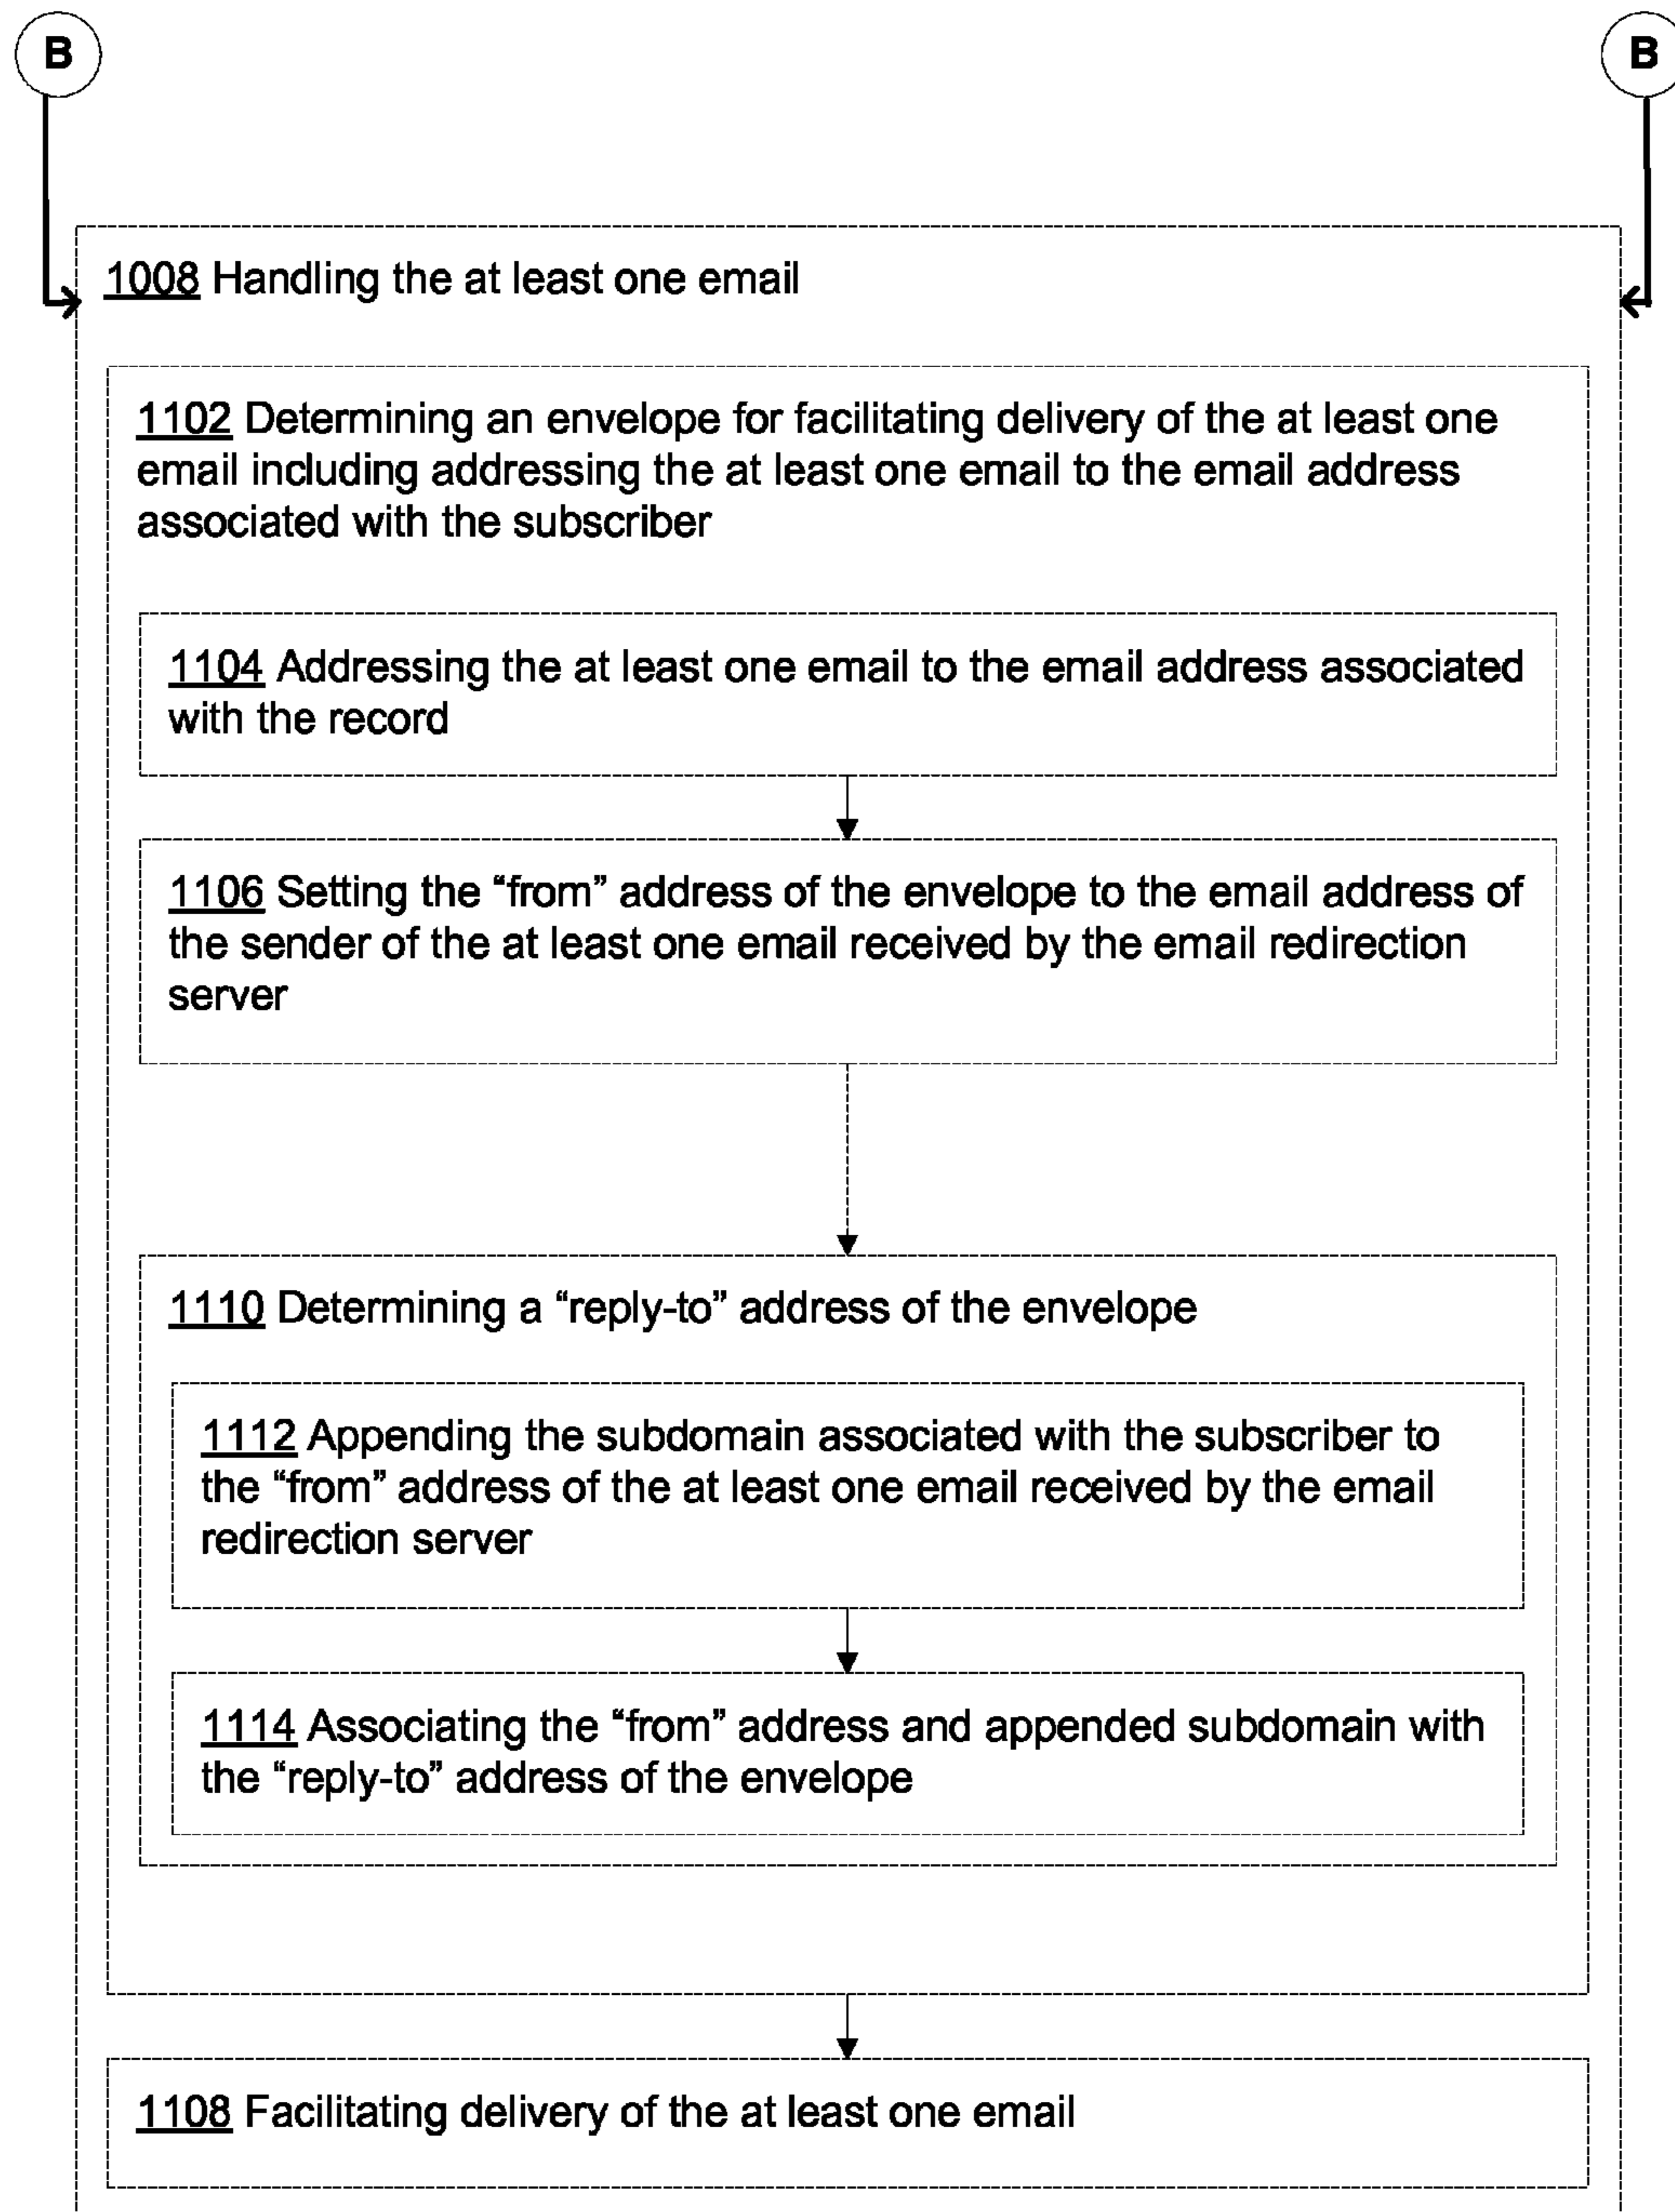 B
B
1008 Handling the at least one email
1102 Determining an envelope for facilitating delivery of the at least one
email including addressing the at least one email to the email address
associated with the subscriber
1104 Addressing the at least one email to the email address associated
with the record
1106 Setting the “from” address of the envelope to the email address of
the sender of the at least one email received by the email redirection
server
1110 Determining a “reply-to” address of the envelope
1112 Appending the subdomain associated with the subscriber to
the “from” address of the at least one email received by the email
redirection server
1114 Associating the “from” address and appended subdomain with
the “reply-to” address of the envelope
1108 Facilitating delivery of the at least one email